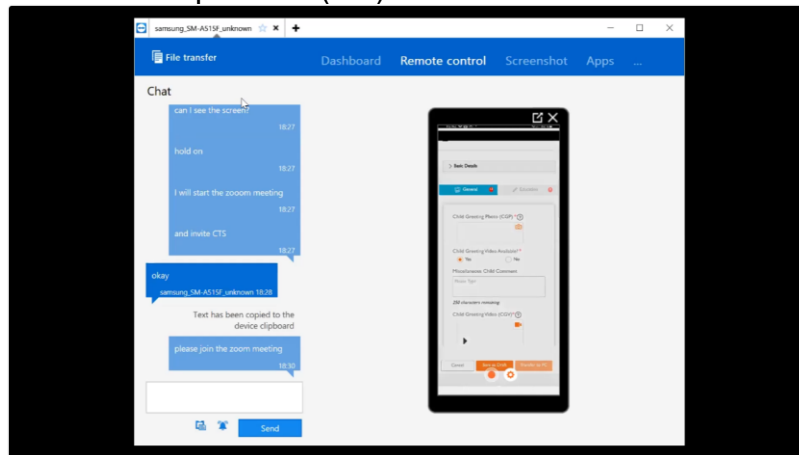 samsung_SM-A515F_unknown
File transfer
Dashboard
Remote control
Screenshot
Apps
...
Chat
can I see the screen?
18:27
hold on
18:27
I will start the zooom meeting
18:27
and invite CTS
18:27
okay
samsung_SM-A515F_unknown 18:28
Text has been copied to the
device clipboard
please join the zoom meeting
18:30
Send
Basic Details
General
Child Greeting Photo (CGP) *
Child Greeting Video Available? *
Yes
No
Miscellaneous Child Comment
250 characters remaining
Child Greeting Video (CGV) *
Cancel